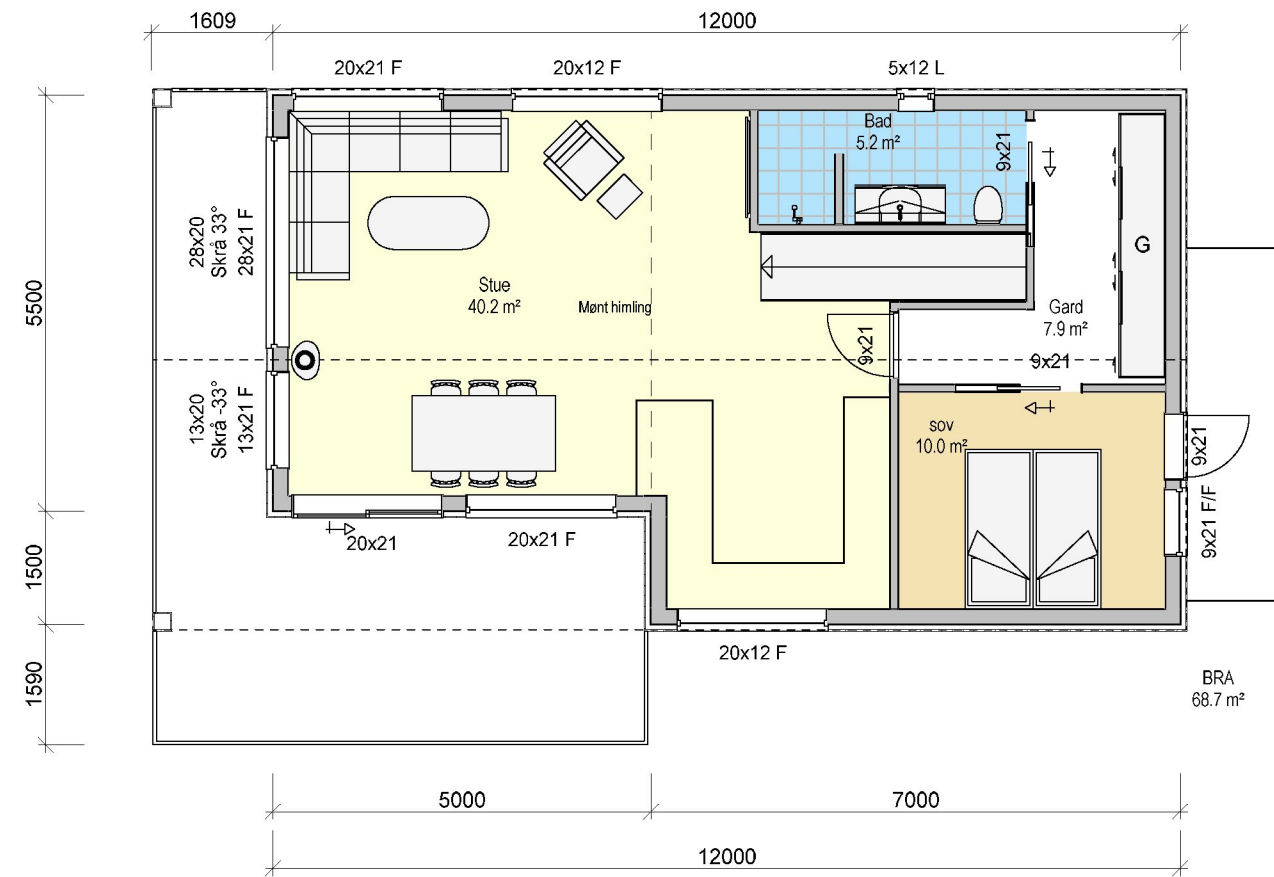 1609
12000
20x21 F
20x12 F
5x12 L
Bad
5.2 m²
9x21
28x20
Skrå 33°
28x21 F
G
5500
Stue
40.2 m²
Mønt himling
Gard
7.9 m²
9x21
9x21
13x20
Skrå -33°
13x21 F
sov
10.0 m²
9x21
9x21 F/F
20x21
20x21 F
1500
20x12 F
1590
BRA
68.7 m²
5000
7000
12000